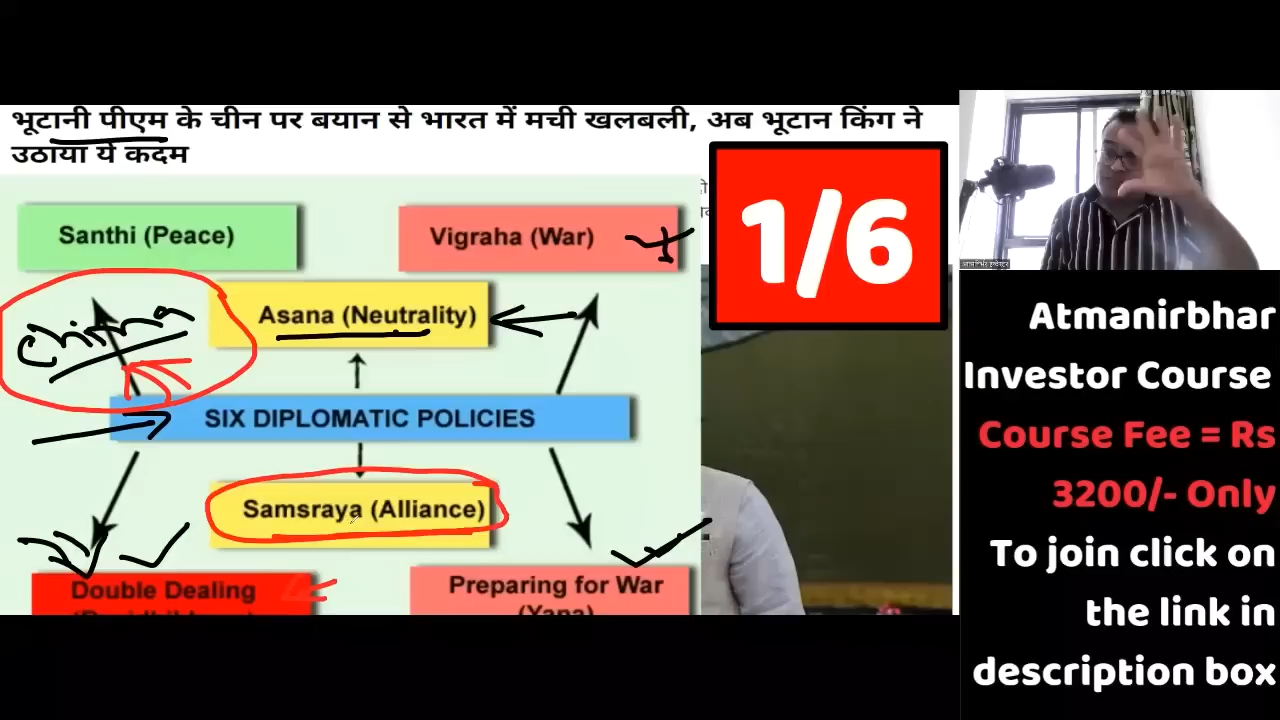 भूटानी पीएम के चीन पर बयान से भारत में मची खलबली, अब भूटान किंग ने
उठाया ये कदम
1/6
Santhi (Peace)
Vigraha (War)
China
Asana (Neutrality)
SIX DIPLOMATIC POLICIES
Samsraya (Alliance)
Double Dealing
Preparing for War
(Yana)
Atmanirbhar
Investor Course
Course Fee = Rs
3200/- Only
To join click on
the link in
description box